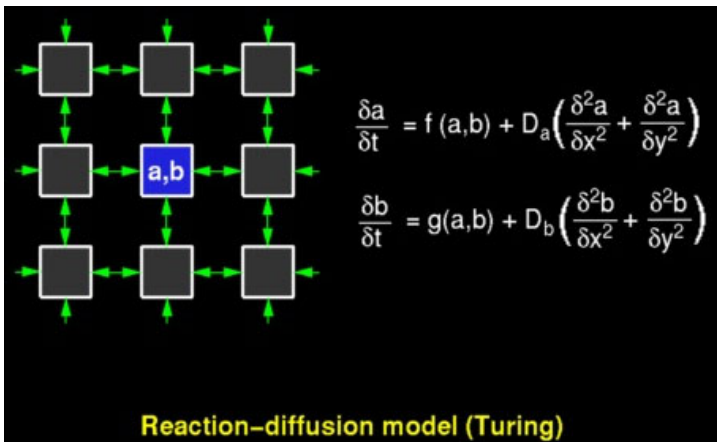 a,b
δa/δt = f (a,b) + Da(δ²a/δx² + δ²a/δy²)
δb/δt = g(a,b) + Db(δ²b/δx² + δ²b/δy²)
Reaction–diffusion model (Turing)